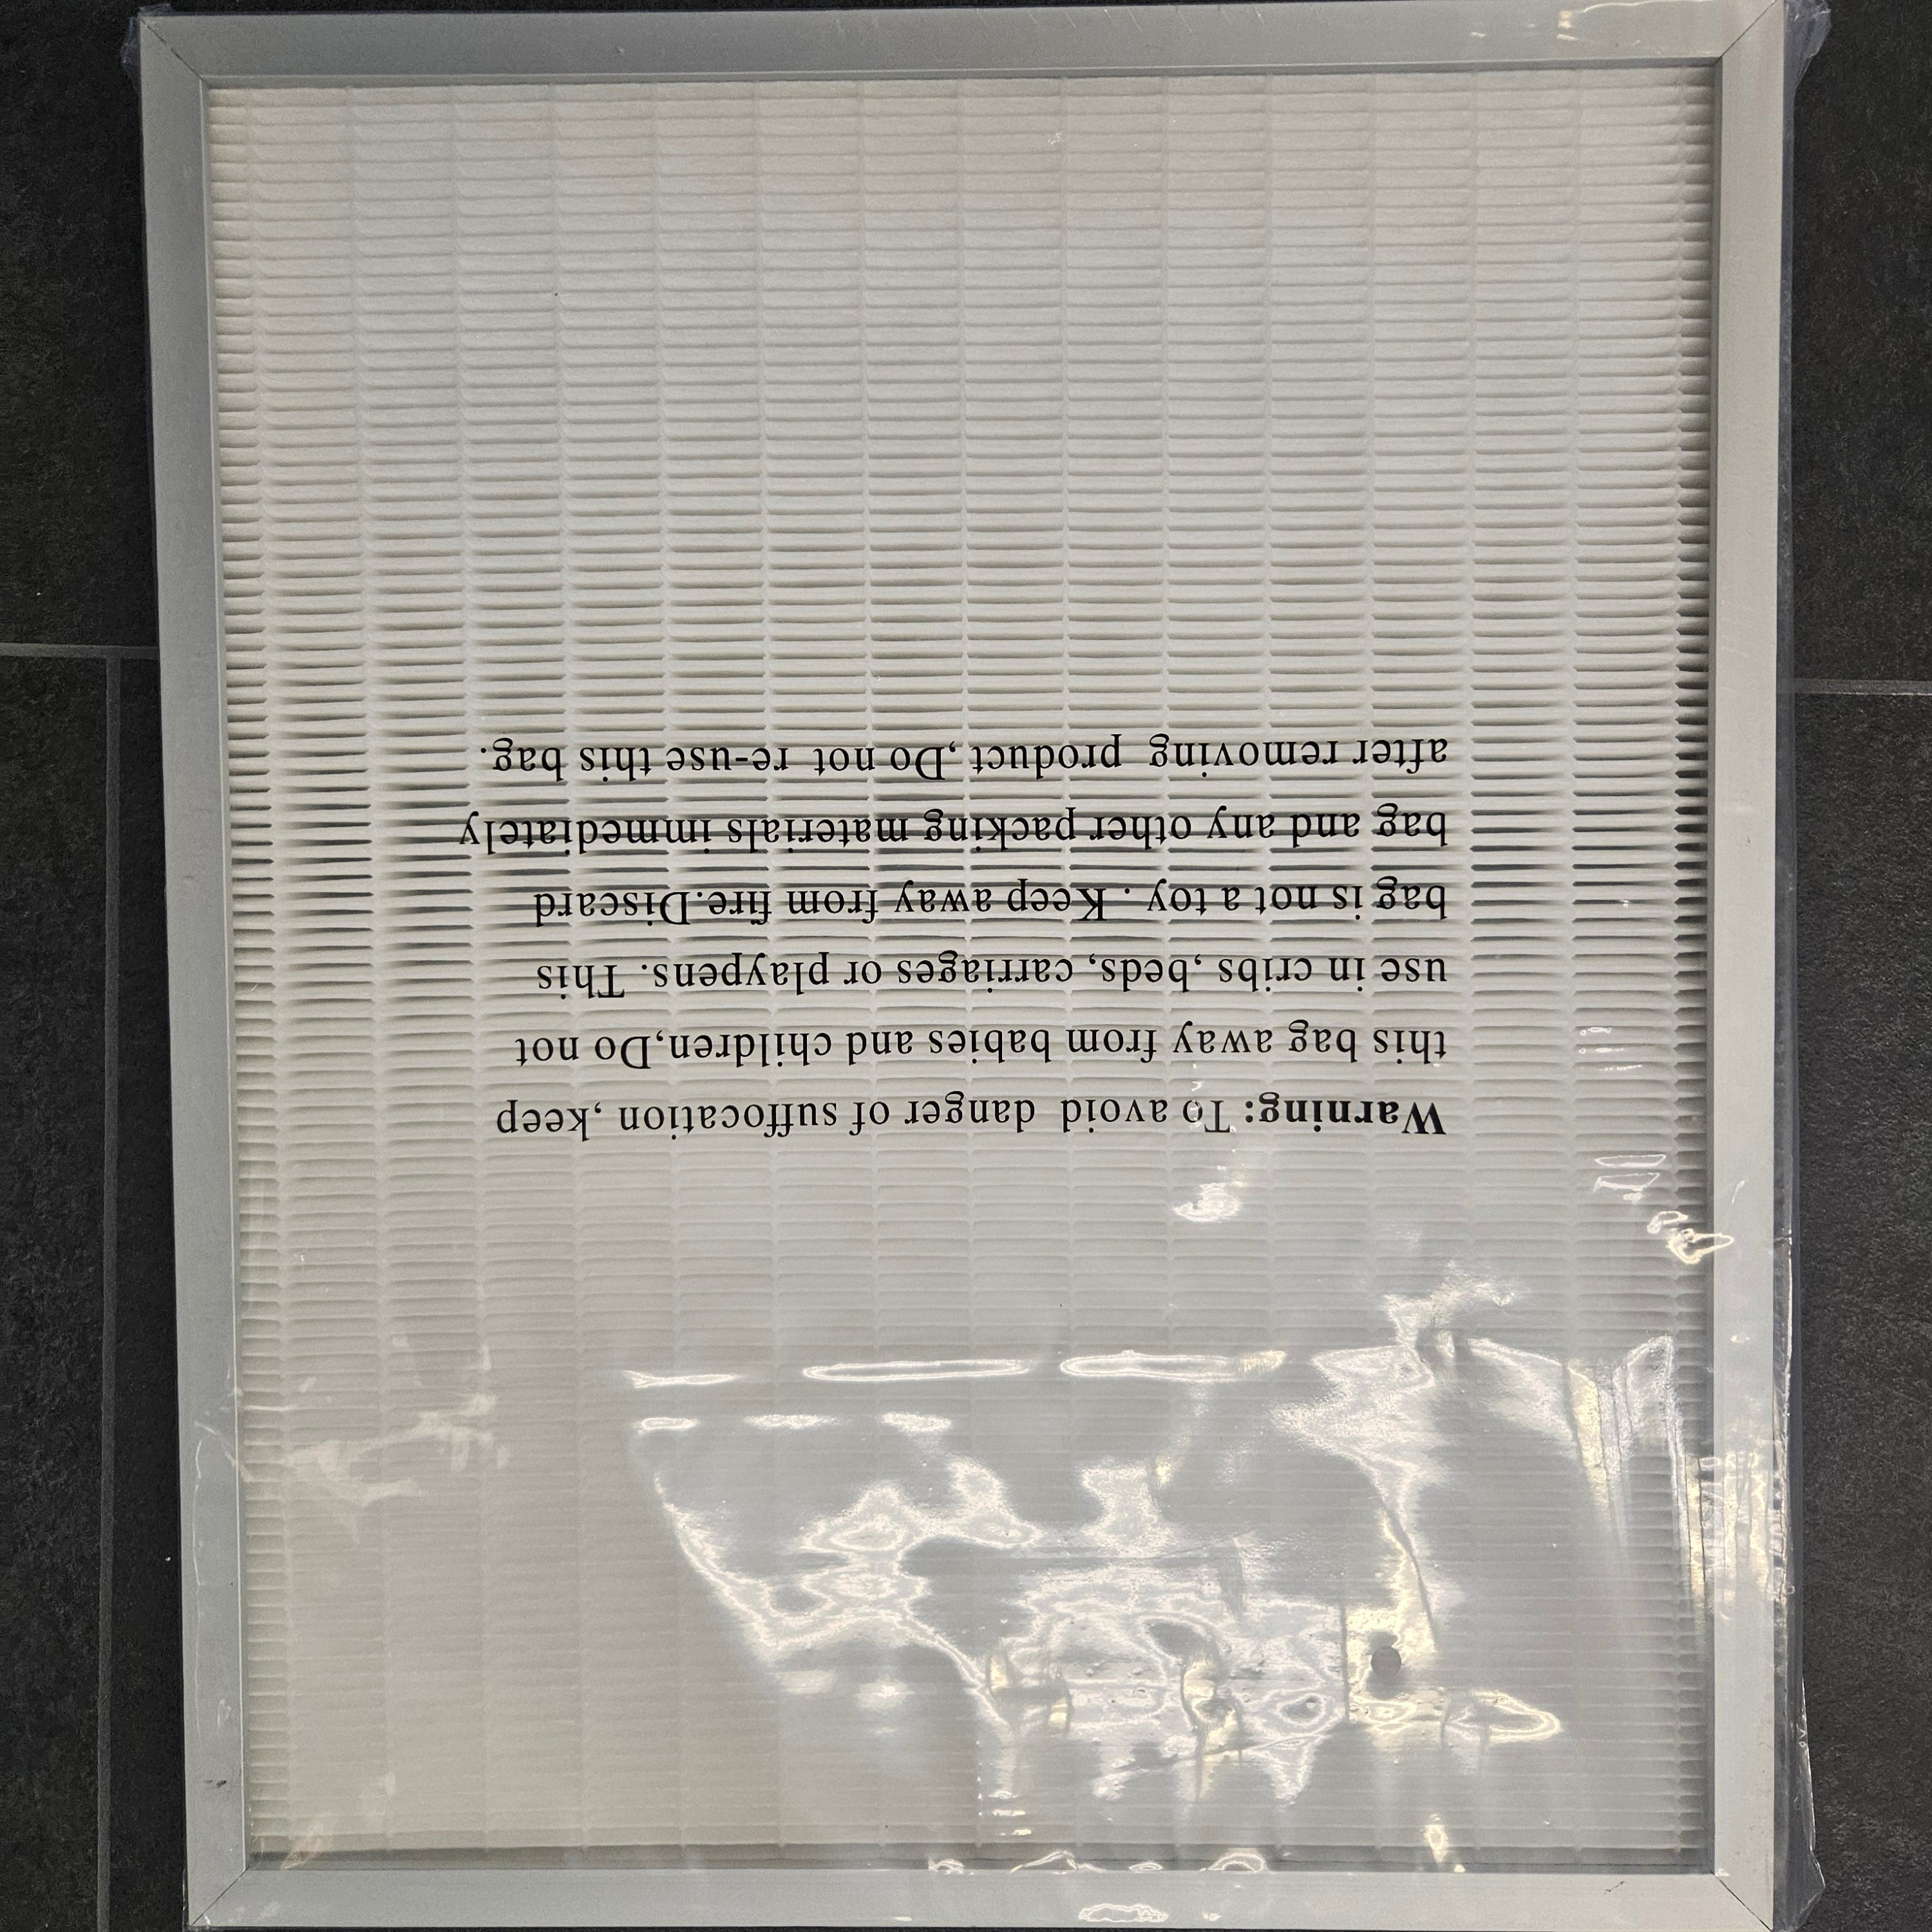 Warning: To avoid danger of suffocation ,keep
this bag away from babies and children,Do not
use in cribs ,beds, carriages or playpens. This
bag is not a toy . Keep away from fire.Discard
bag and any other packing materials immediately
after removing product ,Do not re-use this bag.